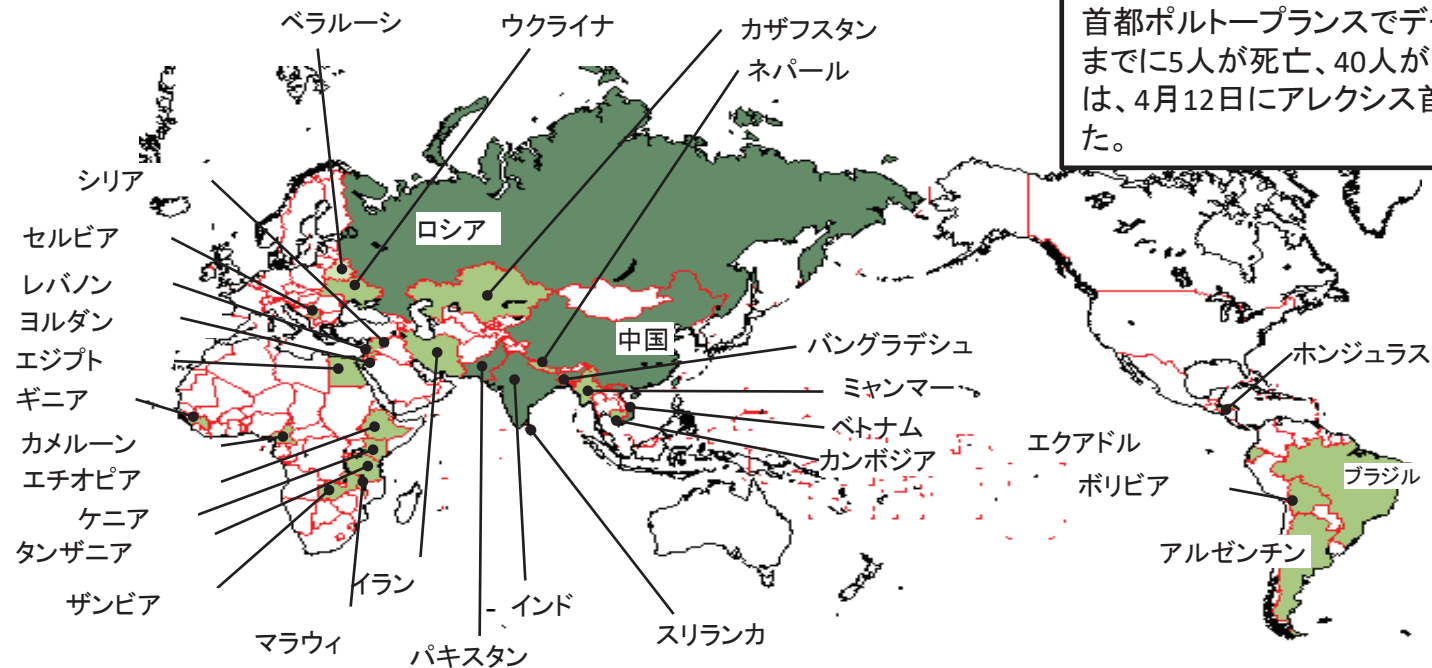 首都ポルトープランスでデ
までに5人が死亡、40人が
は、4月12日にアレクシス首
た。
ベラルーシ
ウクライナ
カザフスタン
ネパール
シリア
セルビア
レバノン
ヨルダン
エジプト
ギニア
カメルーン
エチオピア
ケニア
タンザニア
ザンビア
マラウィ
イラン
パキスタン
インド
スリランカ
ロシア
中国
バングラデシュ
ミャンマー
ベトナム
カンボジア
ホンジュラス
エクアドル
ボリビア
ブラジル
アルゼンチン